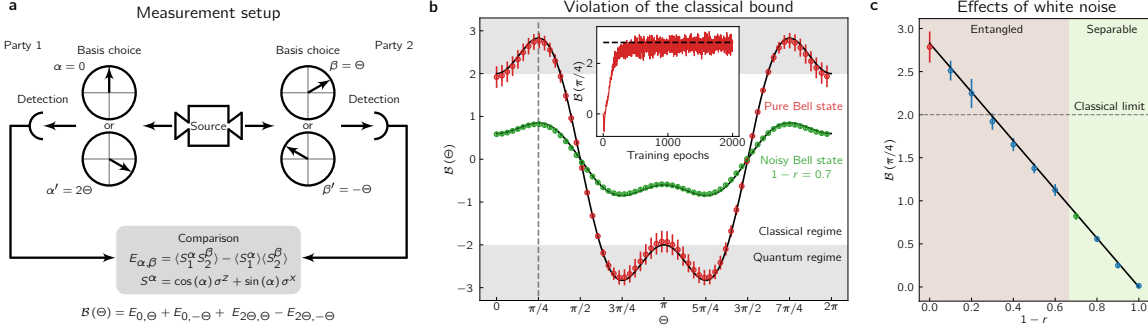 a
Measurement setup
Party 1
Party 2
Basis choice
α = 0
Basis choice
β = Θ
Detection
Detection
or
Source
or
α′ = 2Θ
β′ = −Θ
Comparison
E_{α,β} = ⟨S_1^α S_2^β⟩ − ⟨S_1^α⟩⟨S_2^β⟩
S^α = cos (α) σ^z + sin (α) σ^x
ℬ(Θ) = E_{0,Θ} + E_{0,−Θ} + E_{2Θ,Θ} − E_{2Θ,−Θ}
b
Violation of the classical bound
ℬ(Θ)
3
2
1
0
−1
−2
−3
0
π/4
π/2
3π/4
π
5π/4
3π/2
7π/4
2π
Θ
ℬ(π/4)
2
0
0
1000
2000
Training epochs
Pure Bell state
Noisy Bell state
1 − r = 0.7
Classical regime
Quantum regime
c
Effects of white noise
Entangled
Separable
Classical limit
ℬ(π/4)
3.0
2.5
2.0
1.5
1.0
0.5
0.0
0.0
0.2
0.4
0.6
0.8
1.0
1 − r